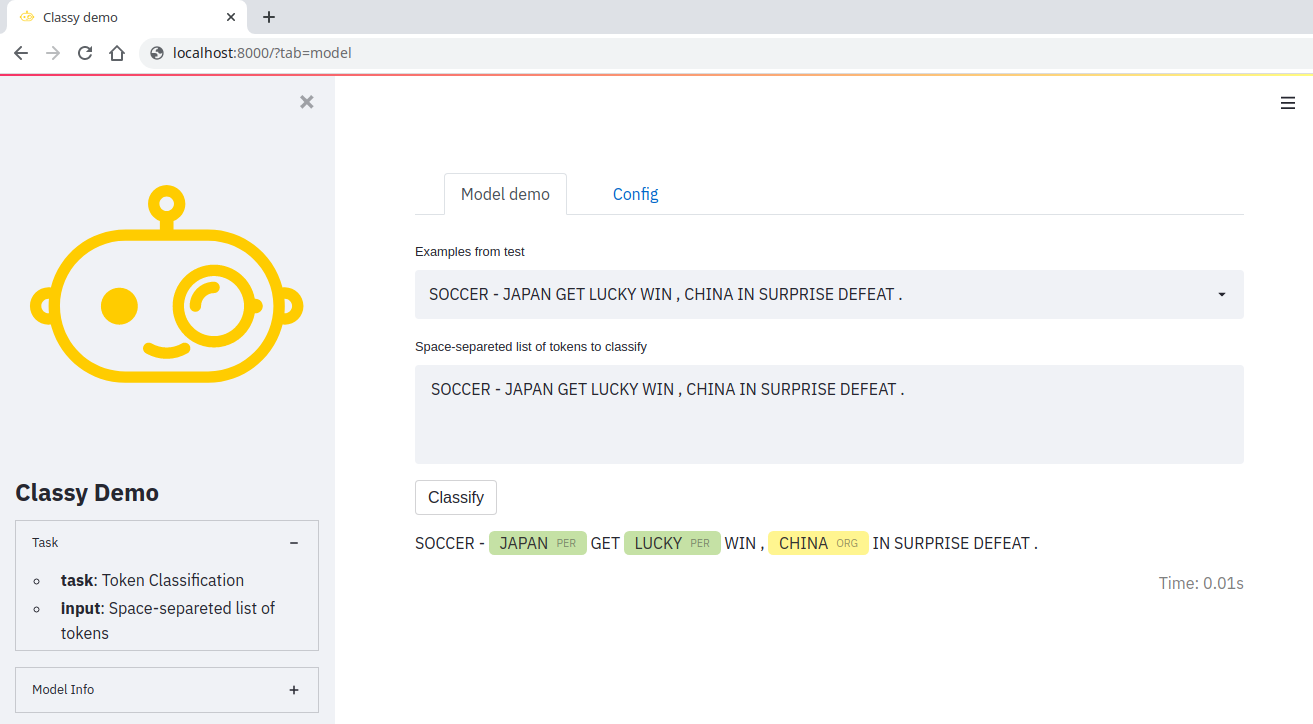 Classy demo
localhost:8000/?tab=model
Model demo
Config
Examples from test
SOCCER - JAPAN GET LUCKY WIN , CHINA IN SURPRISE DEFEAT .
Space-separeted list of tokens to classify
SOCCER - JAPAN GET LUCKY WIN , CHINA IN SURPRISE DEFEAT .
Classify
SOCCER - JAPAN PER GET LUCKY PER WIN , CHINA ORG IN SURPRISE DEFEAT .
Time: 0.01s
Classy Demo
Task
task: Token Classification
input: Space-separeted list of
tokens
Model Info